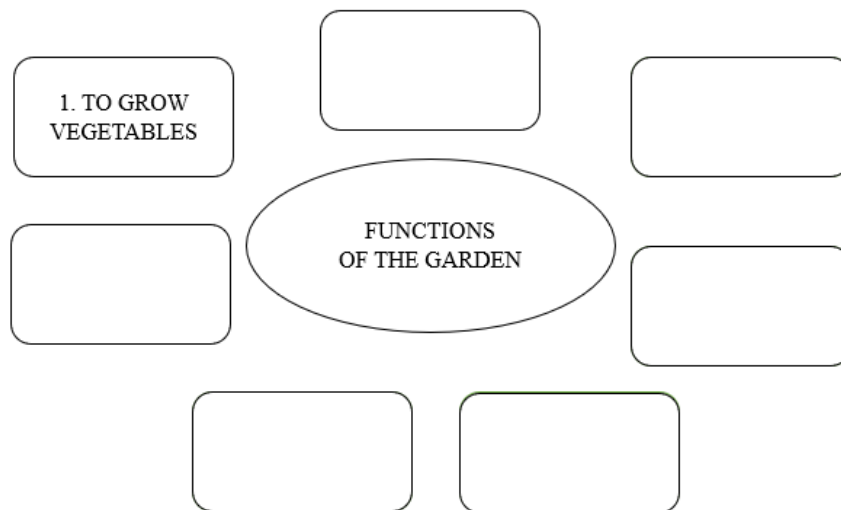 1. TO GROW
VEGETABLES
FUNCTIONS
OF THE GARDEN